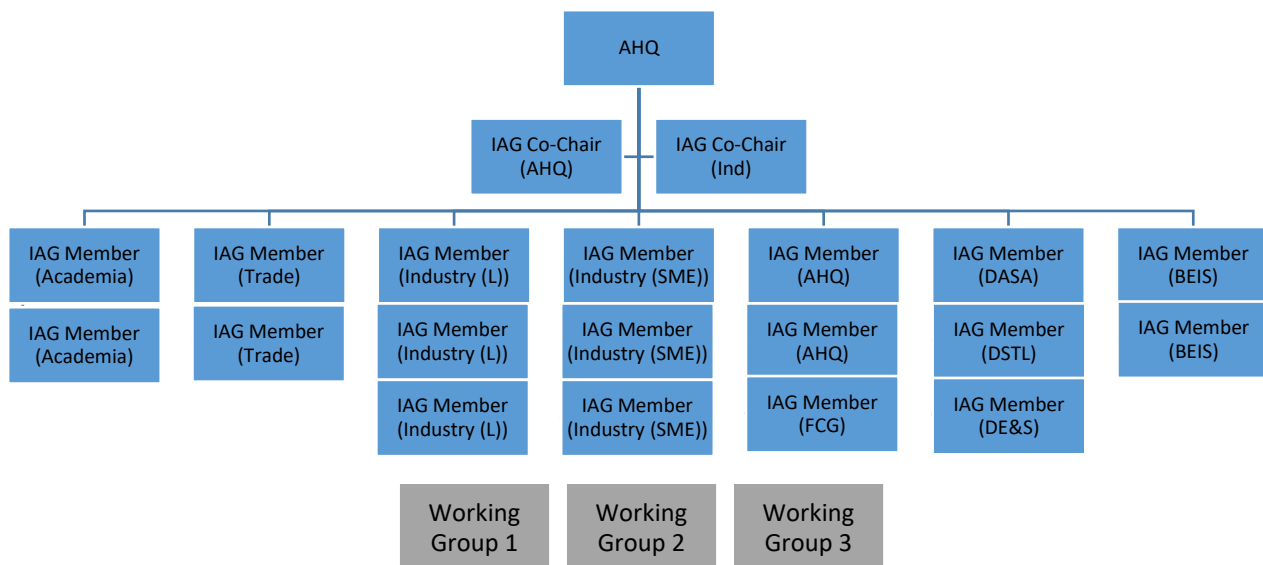 AHQ
IAG Co-Chair
(AHQ)
IAG Co-Chair
(Ind)
IAG Member
(Academia)
IAG Member
(Trade)
IAG Member
(Industry (L))
IAG Member
(Industry (SME))
IAG Member
(AHQ)
IAG Member
(DASA)
IAG Member
(BEIS)
IAG Member
(Academia)
IAG Member
(Trade)
IAG Member
(Industry (L))
IAG Member
(Industry (SME))
IAG Member
(AHQ)
IAG Member
(DSTL)
IAG Member
(BEIS)
IAG Member
(Industry (L))
IAG Member
(Industry (SME))
IAG Member
(FCG)
IAG Member
(DE&S)
Working
Group 1
Working
Group 2
Working
Group 3